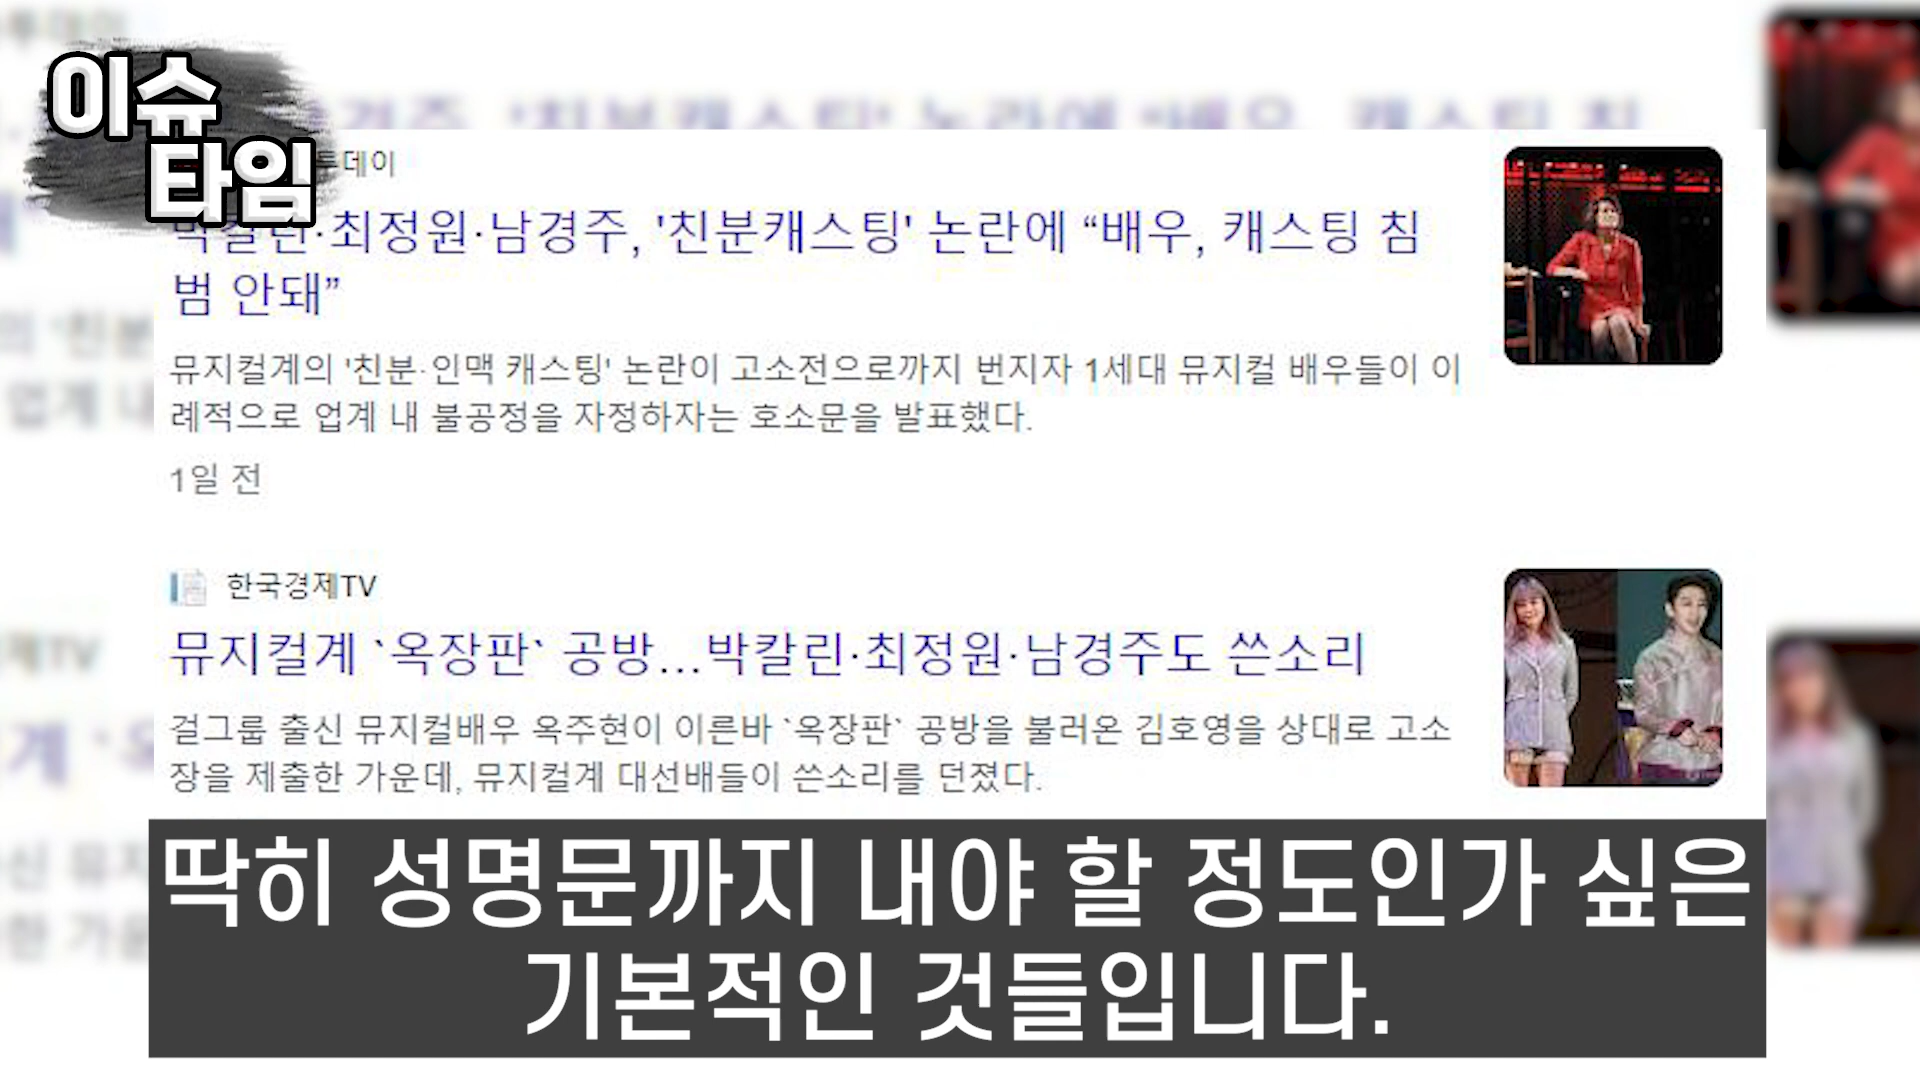 이슈
타임
투데이
박칼린·최정원·남경주, '친분캐스팅' 논란에 “배우, 캐스팅 침
범 안돼”
뮤지컬계의 '친분·인맥 캐스팅' 논란이 고소전으로까지 번지자 1세대 뮤지컬 배우들이 이
례적으로 업계 내 불공정을 자정하자는 호소문을 발표했다.
1일 전
한국경제TV
뮤지컬계 `옥장판` 공방...박칼린·최정원·남경주도 쓴소리
걸그룹 출신 뮤지컬배우 옥주현이 이른바 `옥장판` 공방을 불러온 김호영을 상대로 고소
장을 제출한 가운데, 뮤지컬계 대선배들이 쓴소리를 던졌다.
딱히 성명문까지 내야 할 정도인가 싶은
기본적인 것들입니다.